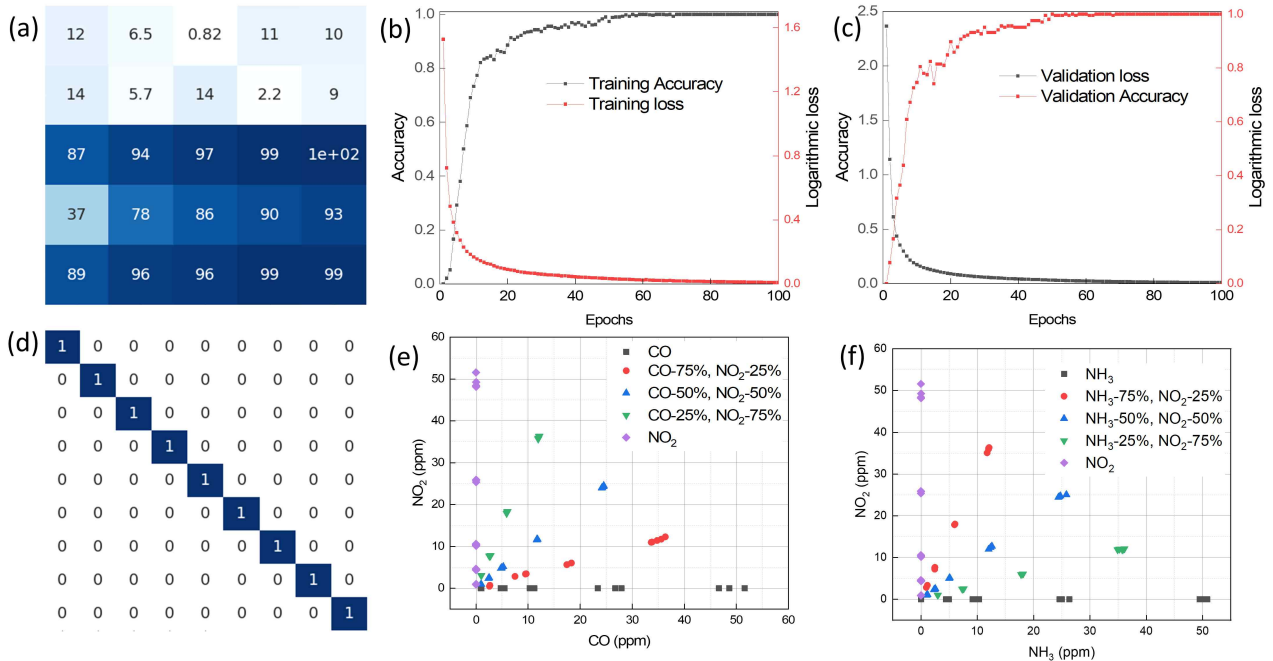 (a)
12 6.5 0.82 11 10
14 5.7 14 2.2 9
87 94 97 99 1e+02
37 78 86 90 93
89 96 96 99 99
(b)
1.0
0.8
0.6
0.4
0.2
0.0
Accuracy
Training Accuracy
Training loss
1.6
1.2
0.8
0.4
0.0
Logarithmic loss
0 20 40 60 80 100
Epochs
(c)
2.5
2.0
1.5
1.0
0.5
0.0
Accuracy
Validation loss
Validation Accuracy
1.0
0.8
0.6
0.4
0.2
0.0
Logarithmic loss
0 20 40 60 80 100
Epochs
(d)
1 0 0 0 0 0 0 0 0
0 1 0 0 0 0 0 0 0
0 0 1 0 0 0 0 0 0
0 0 0 1 0 0 0 0 0
0 0 0 0 1 0 0 0 0
0 0 0 0 0 1 0 0 0
0 0 0 0 0 0 1 0 0
0 0 0 0 0 0 0 1 0
0 0 0 0 0 0 0 0 1
(e)
60
50
40
30
20
10
0
NO₂ (ppm)
CO
CO-75%, NO₂-25%
CO-50%, NO₂-50%
CO-25%, NO₂-75%
NO₂
0 10 20 30 40 50 60
CO (ppm)
(f)
60
50
40
30
20
10
0
NO₂ (ppm)
NH₃
NH₃-75%, NO₂-25%
NH₃-50%, NO₂-50%
NH₃-25%, NO₂-75%
NO₂
0 10 20 30 40 50
NH₃ (ppm)